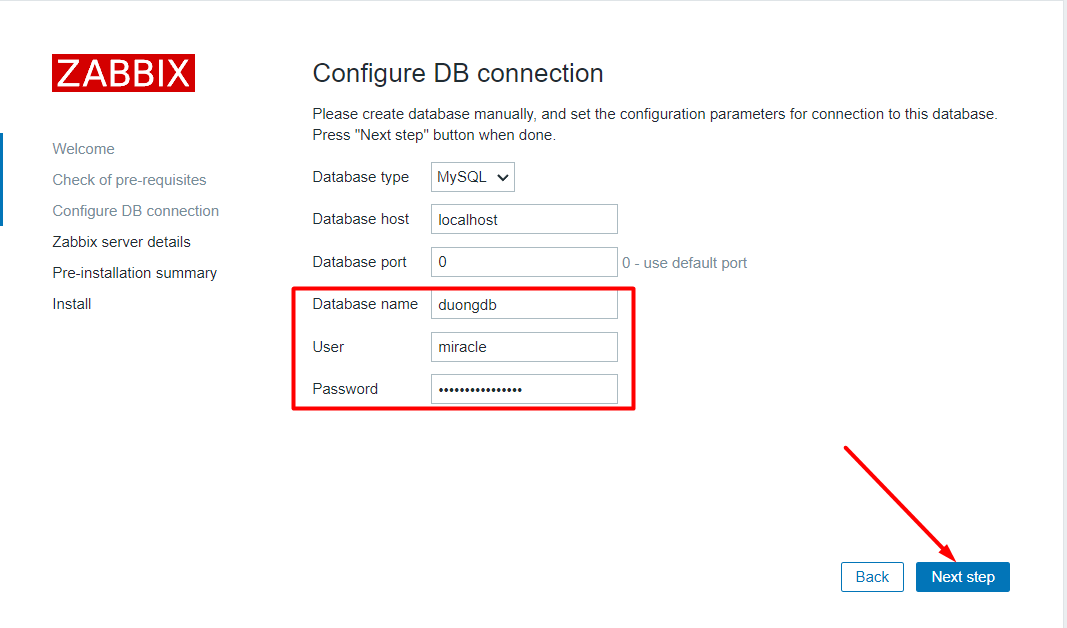 ZABBIX
Welcome
Check of pre-requisites
Configure DB connection
Zabbix server details
Pre-installation summary
Install
Configure DB connection
Please create database manually, and set the configuration parameters for connection to this database.
Press "Next step" button when done.
Database type MySQL
Database host localhost
Database port 0 0 - use default port
Database name duongdb
User miracle
Password ••••••••••••••••
Back Next step